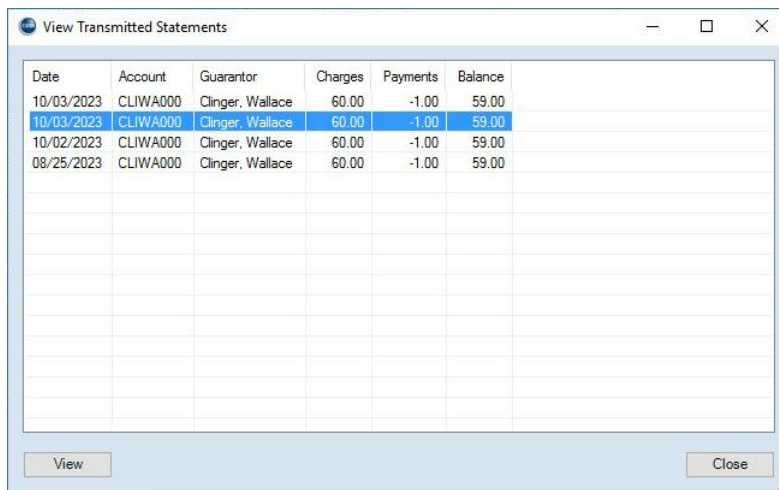 View Transmitted Statements
Date Account Guarantor Charges Payments Balance
10/03/2023 CLIWA000 Clinger, Wallace 60.00 -1.00 59.00
10/03/2023 CLIWA000 Clinger, Wallace 60.00 -1.00 59.00
10/02/2023 CLIWA000 Clinger, Wallace 60.00 -1.00 59.00
08/25/2023 CLIWA000 Clinger, Wallace 60.00 -1.00 59.00
View Close